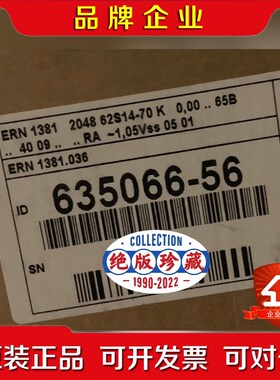 品牌企业
ERN 1381 2048 62S14-70 K 0,00 .. 65B
.. 40 09 .. .. RA ~1,05Vss 05 01
ERN 1381.036
ID 635066-56
SN
COLLECTION
绝版珍藏
1990-2022
企业
原装正品 可开发票 可对